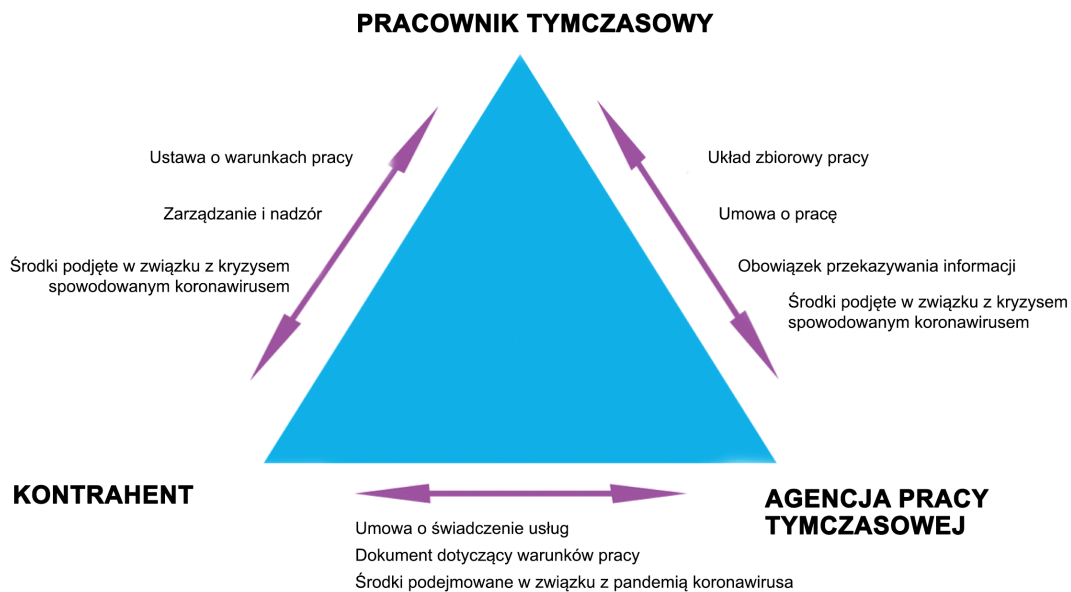 PRACOWNIK TYMCZASOWY
Ustawa o warunkach pracy
Zarządzanie i nadzór
Środki podjęte w związku z kryzysem
spowodowanym koronawirusem
Układ zbiorowy pracy
Umowa o pracę
Obowiązek przekazywania informacji
Środki podjęte w związku z kryzysem
spowodowanym koronawirusem
KONTRAHENT
AGENCJA PRACY
TYMCZASOWEJ
Umowa o świadczenie usług
Dokument dotyczący warunków pracy
Środki podejmowane w związku z pandemią koronawirusa